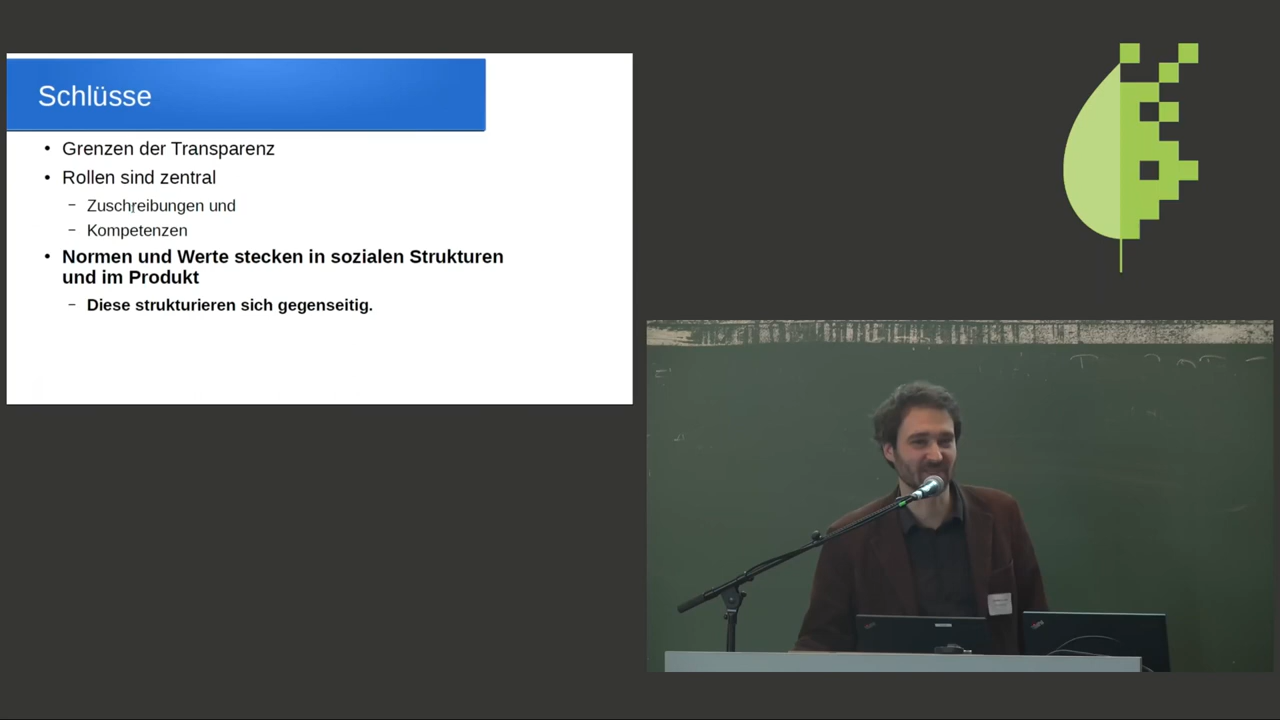 Schlüsse
• Grenzen der Transparenz
• Rollen sind zentral
– Zuschreibungen und
– Kompetenzen
• Normen und Werte stecken in sozialen Strukturen
und im Produkt
– Diese strukturieren sich gegenseitig.